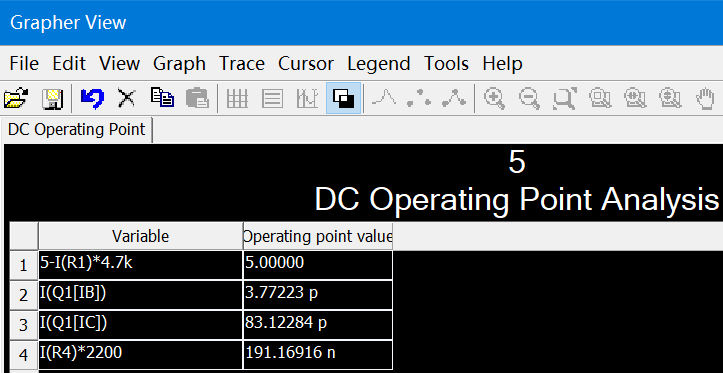 Grapher View
File Edit View Graph Trace Cursor Legend Tools Help
DC Operating Point
5
DC Operating Point Analysis
Variable Operating point value
1 5-I(R1)*4.7k 5.00000
2 I(Q1[IB]) 3.77223 p
3 I(Q1[IC]) 83.12284 p
4 I(R4)*2200 191.16916 n